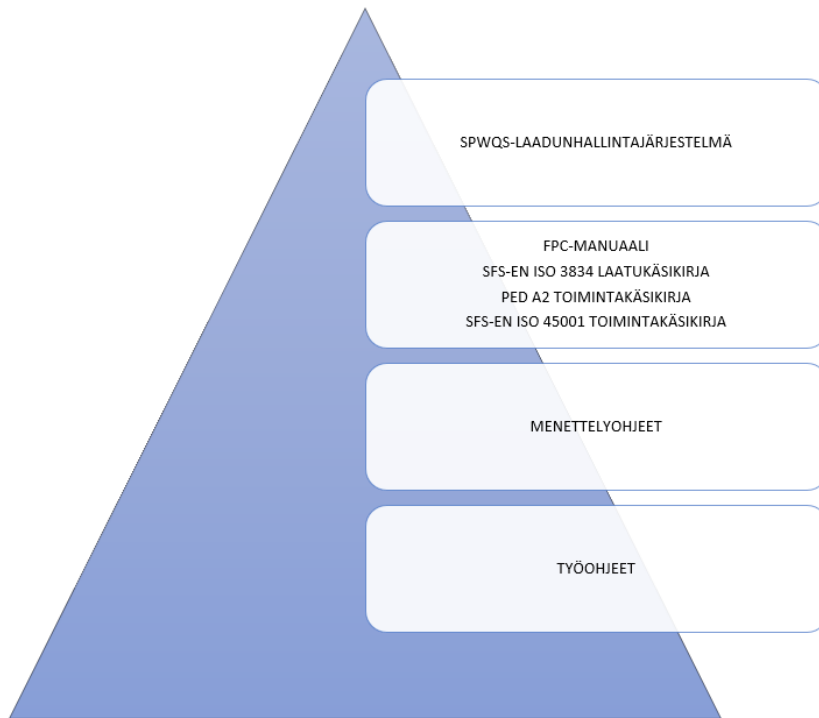 SPWQS-LAADUNHALLINTAJÄRJESTELMÄ
FPC-MANUAALI
SFS-EN ISO 3834 LAATUKÄSIKIRJA
PED A2 TOIMINTAKÄSIKIRJA
SFS-EN ISO 45001 TOIMINTAKÄSIKIRJA
MENETTELYOHJEET
TYÖOHJEET